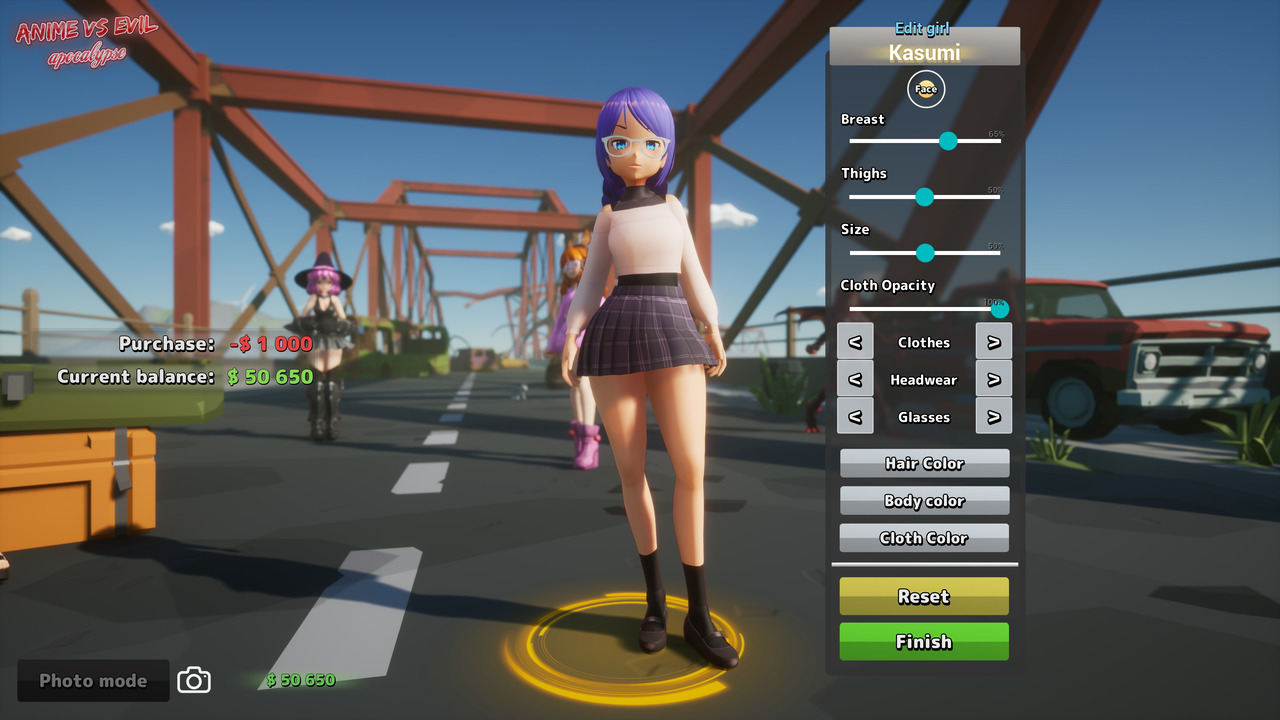 ANIME VS EVIL
apocalypse
Edit girl
Kasumi
Face
Breast
65%
Thighs
50%
Size
50%
Cloth Opacity
100%
< Clothes >
< Headwear >
< Glasses >
Hair Color
Body color
Cloth Color
Reset
Finish
Purchase: -$ 1 000
Current balance: $ 50 650
Photo mode
$ 50 650